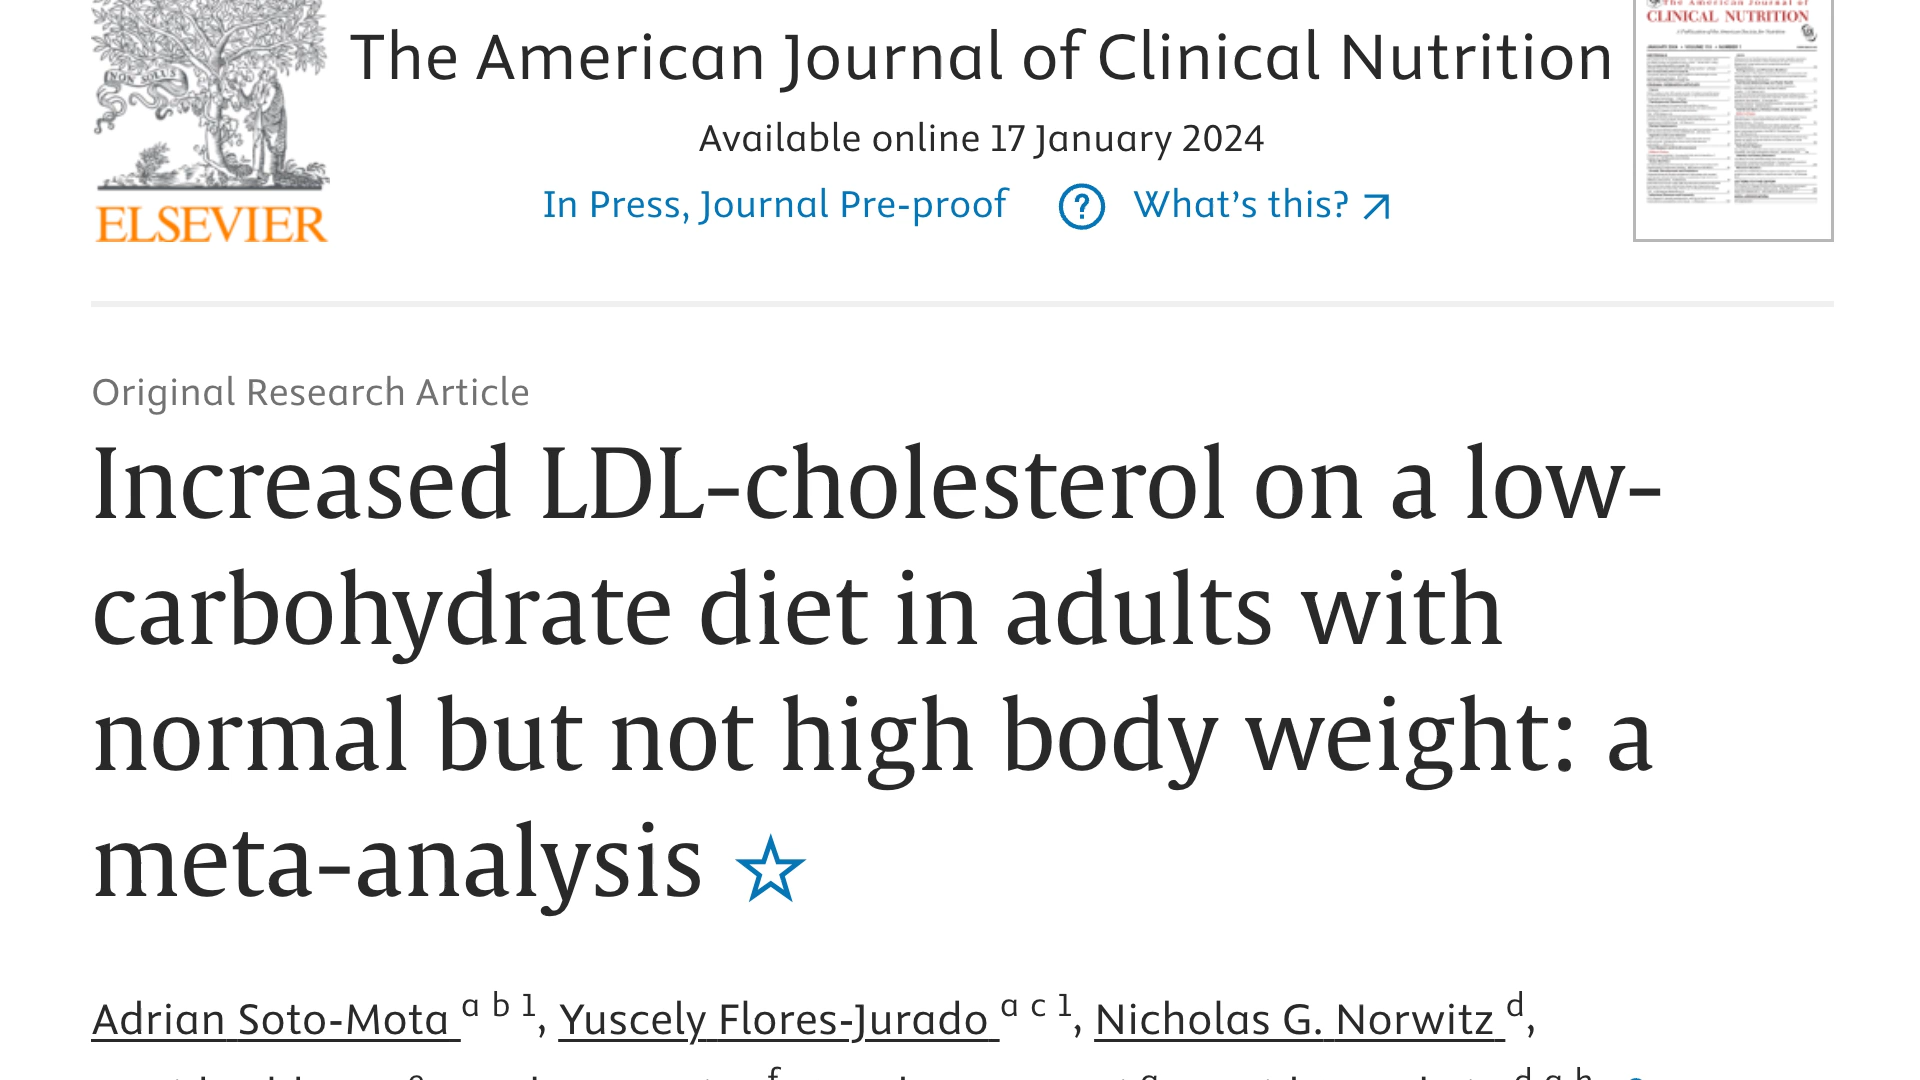 The American Journal of Clinical Nutrition
Available online 17 January 2024
In Press, Journal Pre-proof ? What's this?
NON SOLUS
ELSEVIER
CLINICAL NUTRITION
Original Research Article
Increased LDL-cholesterol on a low-
carbohydrate diet in adults with
normal but not high body weight: a
meta-analysis ☆
Adrian Soto-Mota a b 1, Yuscely Flores-Jurado a c 1, Nicholas G. Norwitz d,